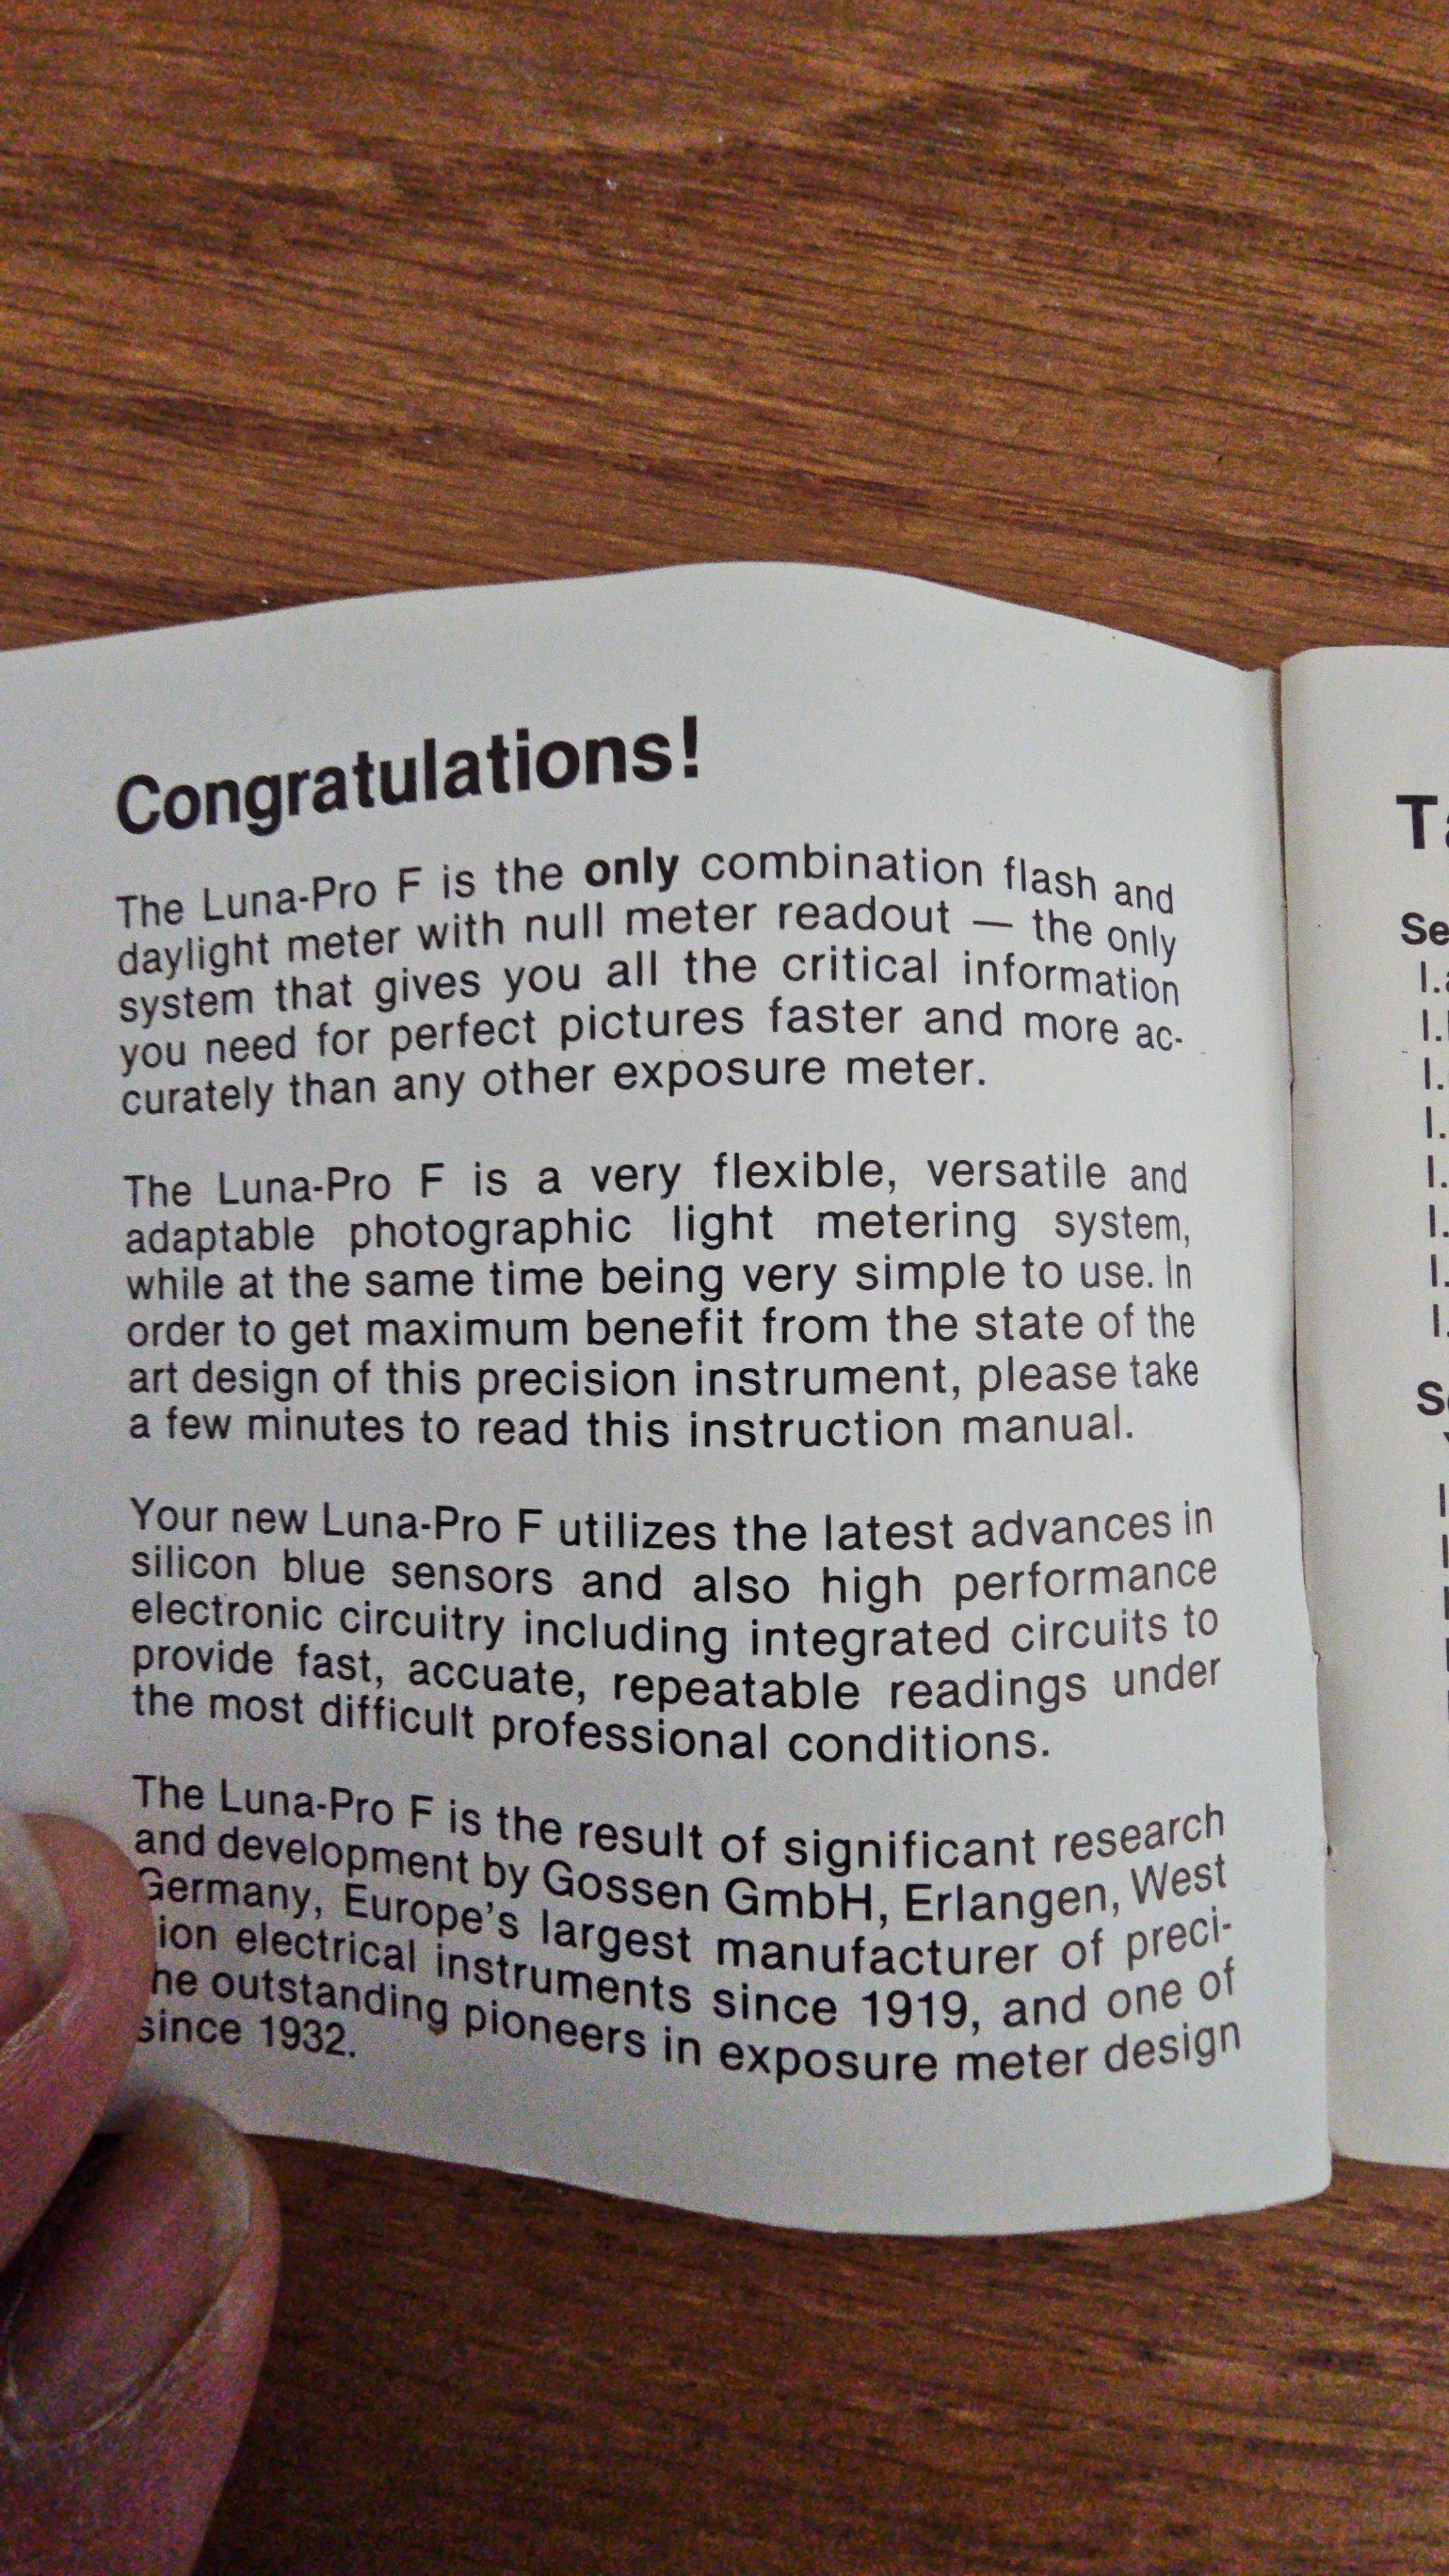 Congratulations!
The Luna-Pro F is the only combination flash and
daylight meter with null meter readout — the only
system that gives you all the critical information
you need for perfect pictures faster and more ac-
curately than any other exposure meter.
The Luna-Pro F is a very flexible, versatile and
adaptable photographic light metering system,
while at the same time being very simple to use. In
order to get maximum benefit from the state of the
art design of this precision instrument, please take
a few minutes to read this instruction manual.
Your new Luna-Pro F utilizes the latest advances in
silicon blue sensors and also high performance
electronic circuitry including integrated circuits to
provide fast, accuate, repeatable readings under
the most difficult professional conditions.
The Luna-Pro F is the result of significant research
and development by Gossen GmbH, Erlangen, West
Germany, Europe's largest manufacturer of preci-
ion electrical instruments since 1919, and one of
he outstanding pioneers in exposure meter design
since 1932.